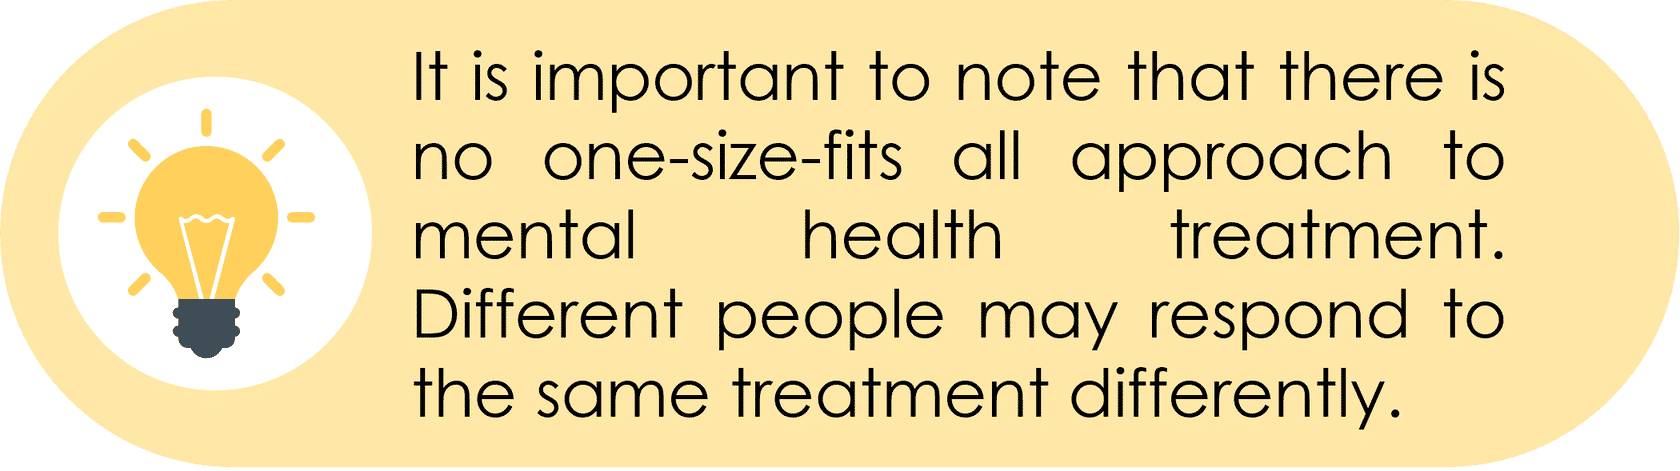 It is important to note that there is
no one-size-fits all approach to
mental health treatment.
Different people may respond to
the same treatment differently.